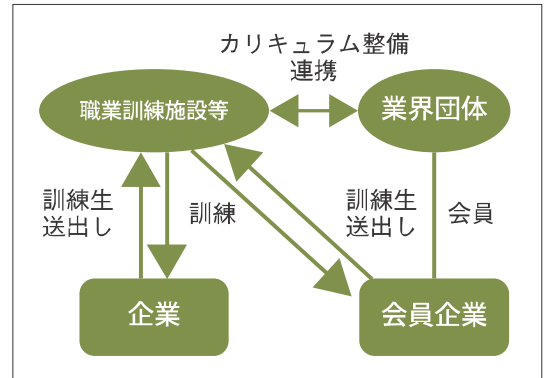 カリキュラム整備
連携
職業訓練施設等
業界団体
訓練生
送出し
訓練
訓練生
送出し
会員
企業
会員企業